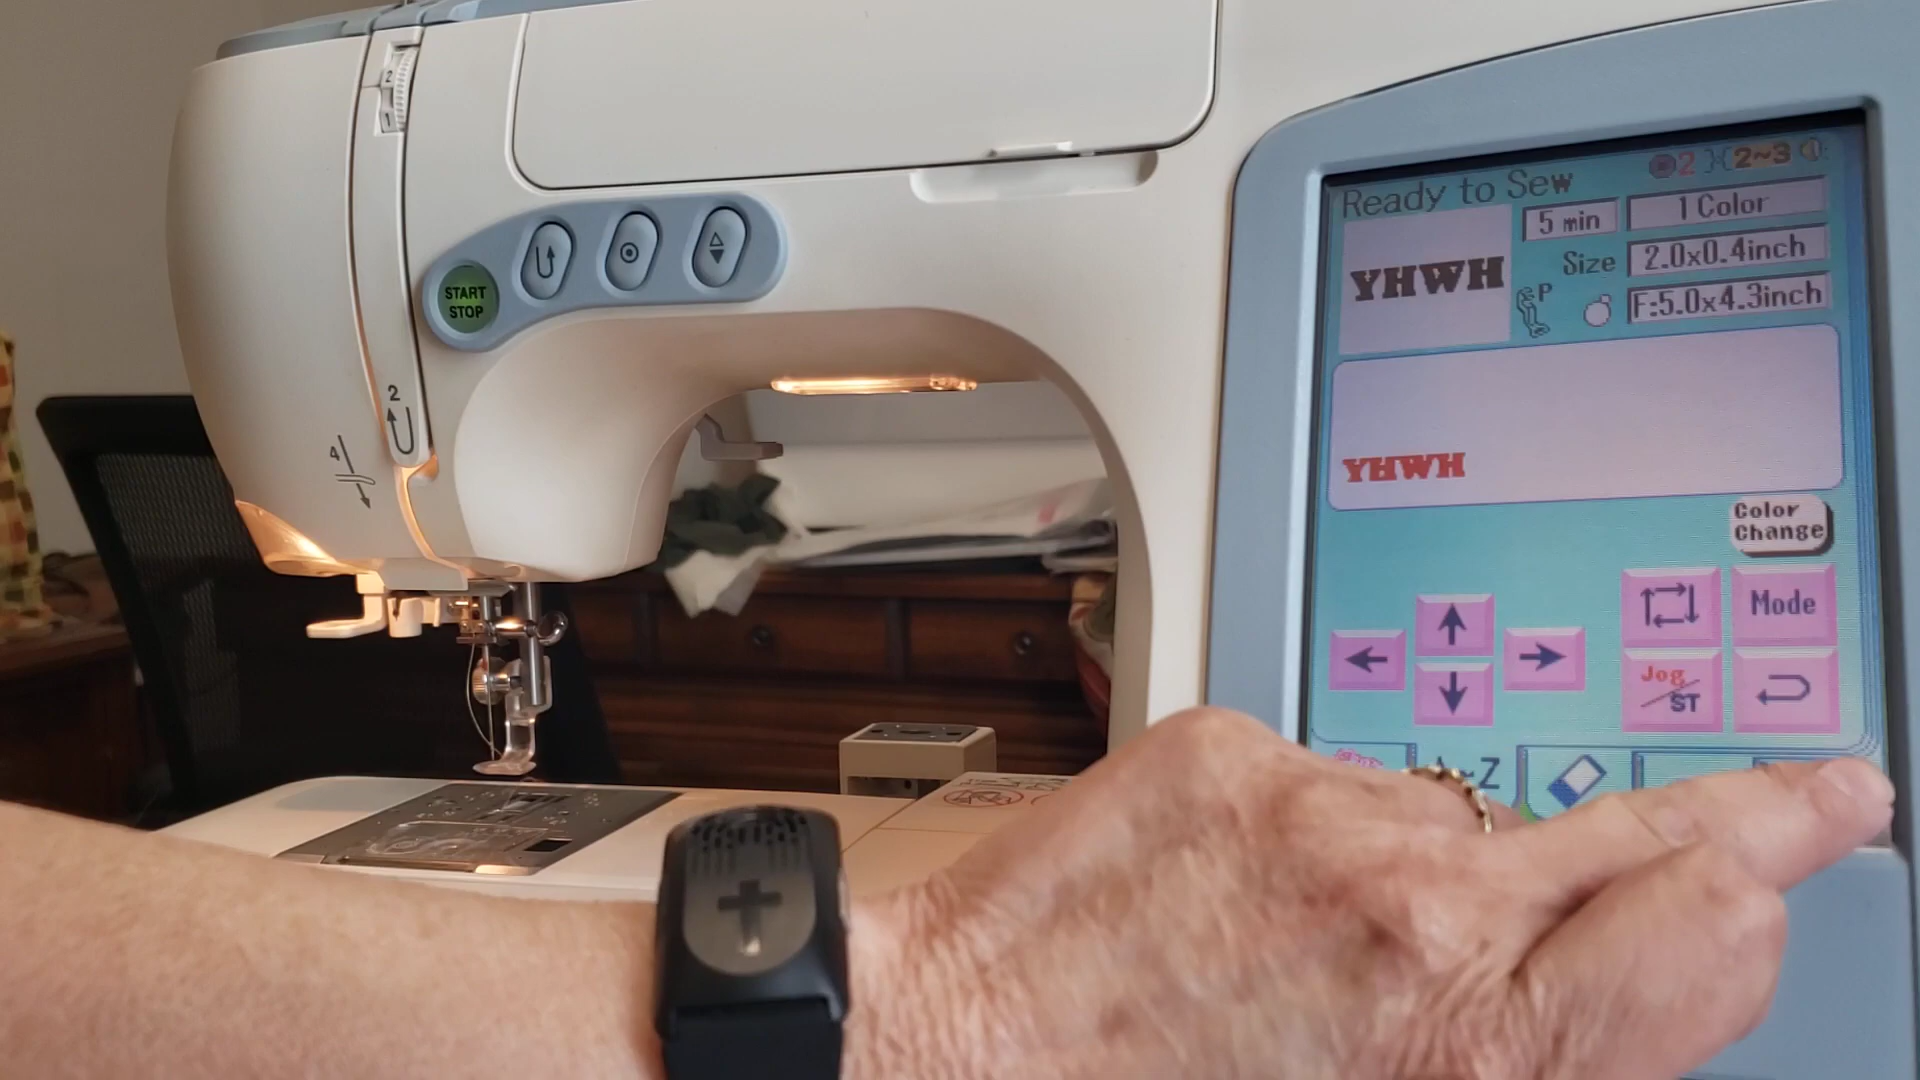 2
1
START
STOP
2
4
2 2~3
Ready to Sew
5 min
1 Color
YHWH
Size
2.0x0.4inch
P
F:5.0x4.3inch
YHWH
Color
Change
Mode
Jog
/ST
Z